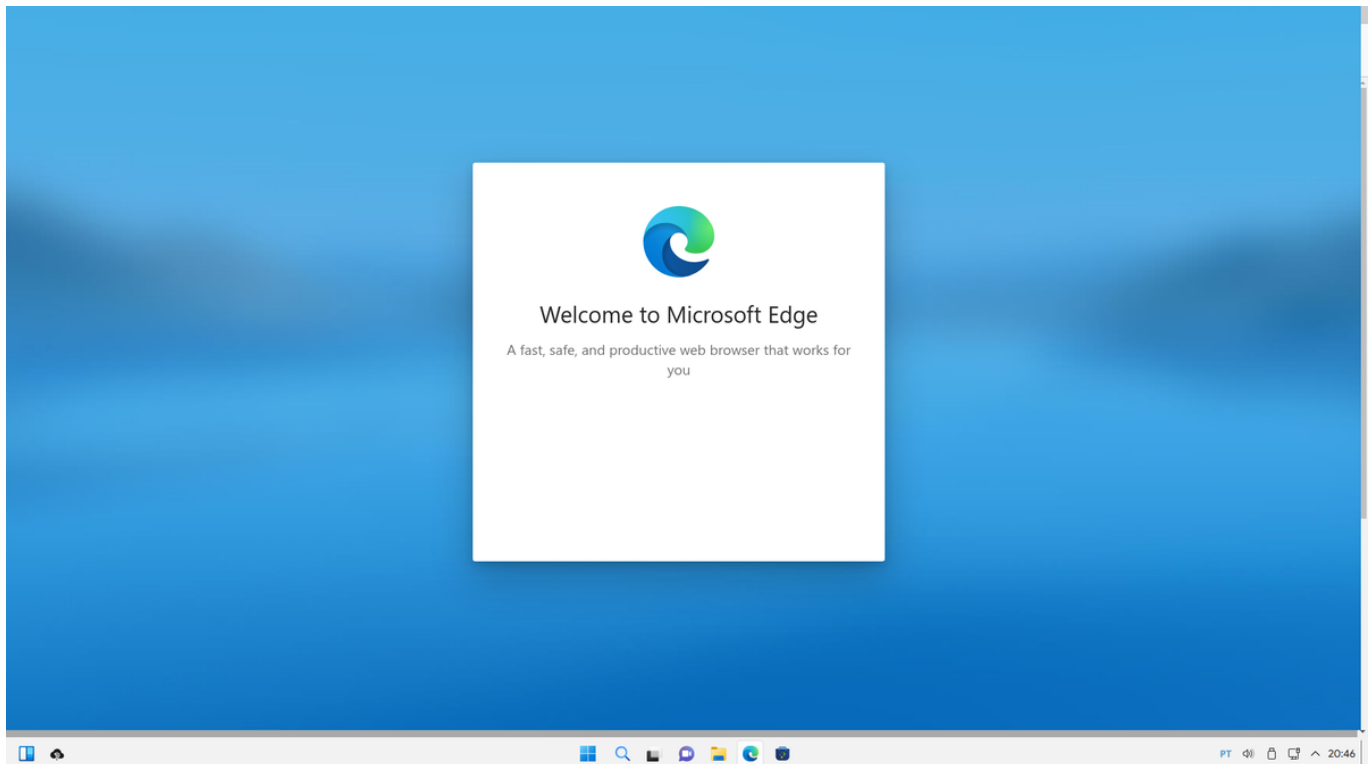 Welcome to Microsoft Edge
A fast, safe, and productive web browser that works for
you
PT 20:46